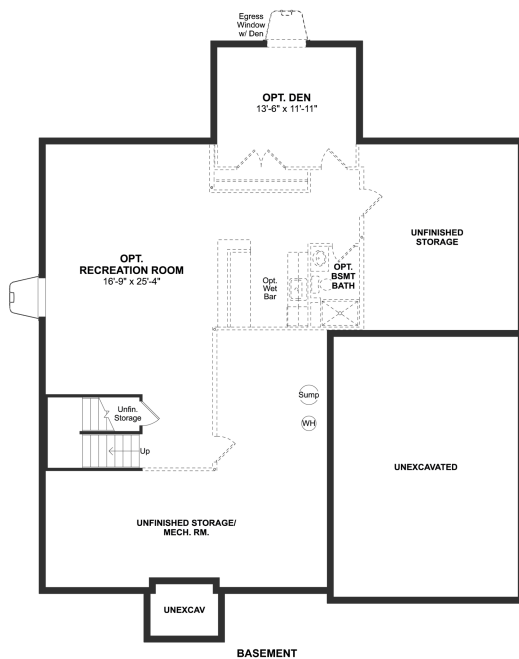 Egress
Window
w/ Den
OPT. DEN
13'-6" x 11'-11"
UNFINISHED
STORAGE
OPT.
RECREATION ROOM
16'-9" x 25'-4"
Opt.
Wet
Bar
OPT.
BSMT
BATH
Unfin.
Storage
Up
Sump
WH
UNEXCAVATED
UNFINISHED STORAGE/
MECH. RM.
UNEXCAV
BASEMENT